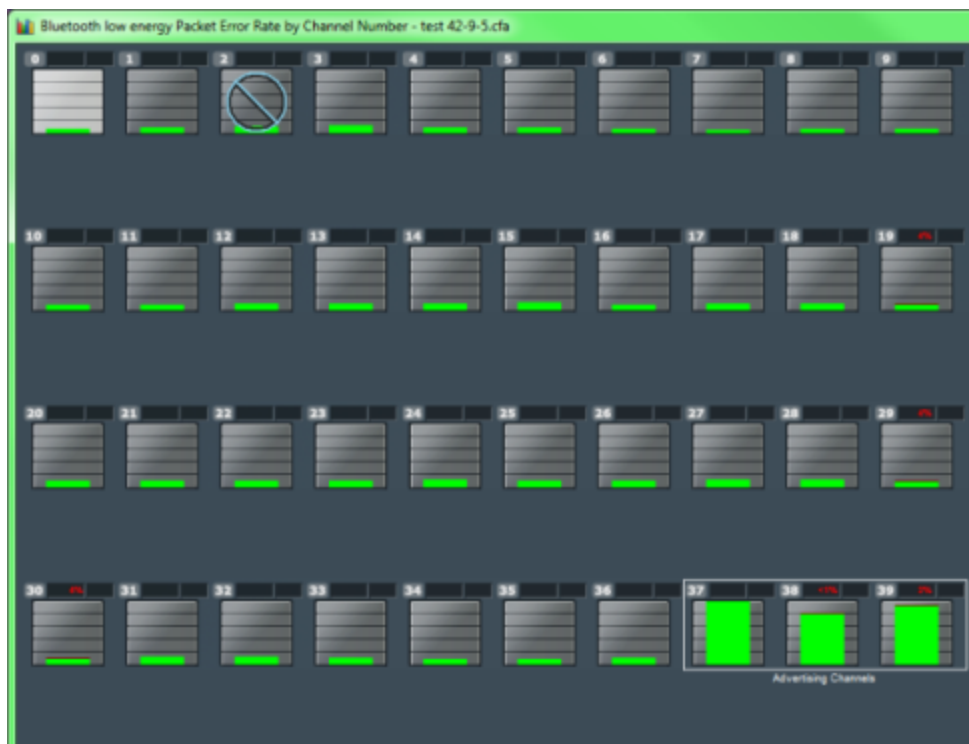 Bluetooth low energy Packet Error Rate by Channel Number - test 42-9-5.cfa
0 1 2 3 4 5 6 7 8 9
10 11 12 13 14 15 16 17 18 19
20 21 22 23 24 25 26 27 28 29
30 31 32 33 34 35 36 37 38 39
Advertising Channels